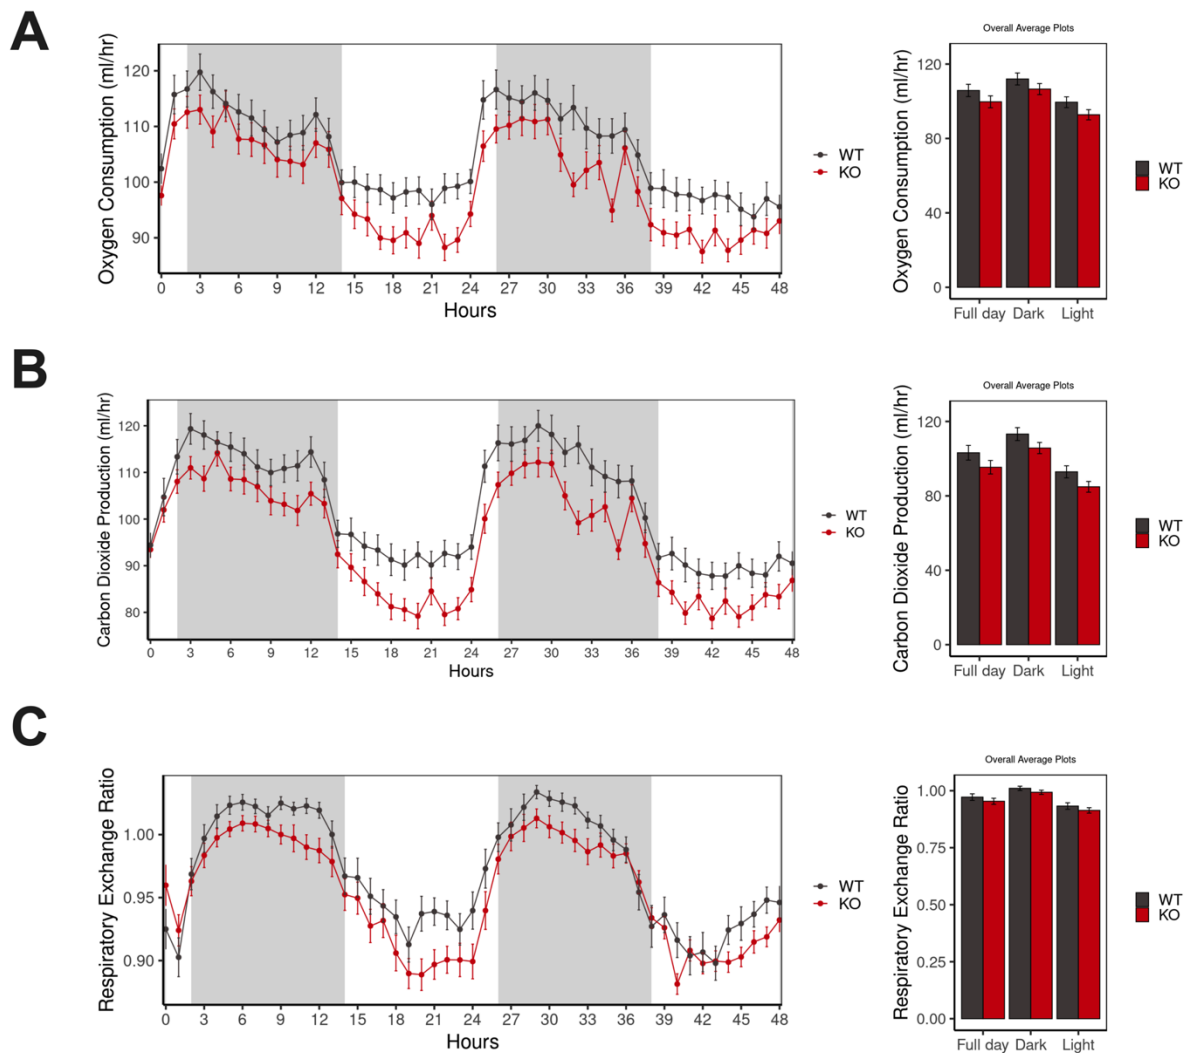 A
Oxygen Consumption (ml/hr)
120
110
100
90
0 3 6 9 12 15 18 21 24 27 30 33 36 39 42 45 48
Hours
WT
KO
Overall Average Plots
Oxygen Consumption (ml/hr)
120
80
40
0
Full day Dark Light
WT
KO
B
Carbon Dioxide Production (ml/hr)
120
110
100
90
80
0 3 6 9 12 15 18 21 24 27 30 33 36 39 42 45 48
Hours
WT
KO
Overall Average Plots
Carbon Dioxide Production (ml/hr)
120
80
40
0
Full day Dark Light
WT
KO
C
Respiratory Exchange Ratio
1.00
0.95
0.90
0 3 6 9 12 15 18 21 24 27 30 33 36 39 42 45 48
Hours
WT
KO
Overall Average Plots
Respiratory Exchange Ratio
1.00
0.75
0.50
0.25
0.00
Full day Dark Light
WT
KO